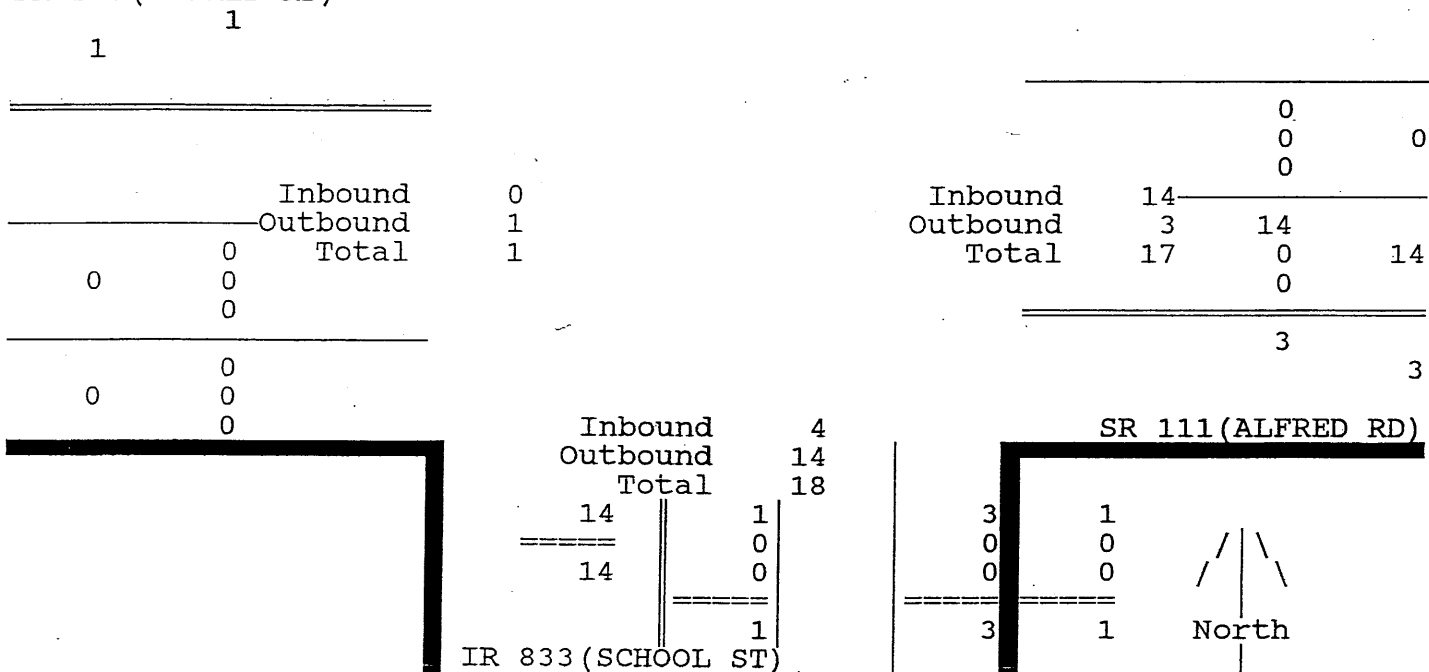 1
1
0
0 0
0
Inbound 0 Inbound 14
Outbound 1 Outbound 3 14
0 Total 1 Total 17 0 14
0 0 0
0
3
0 3
0 0
0 Inbound 4 SR 111(ALFRED RD)
Outbound 14
Total 18
14 1 3 1
===== 0 0 0
14 0 0 0
===== ===== =====
1 3 1 North
IR 833(SCHOOL ST)